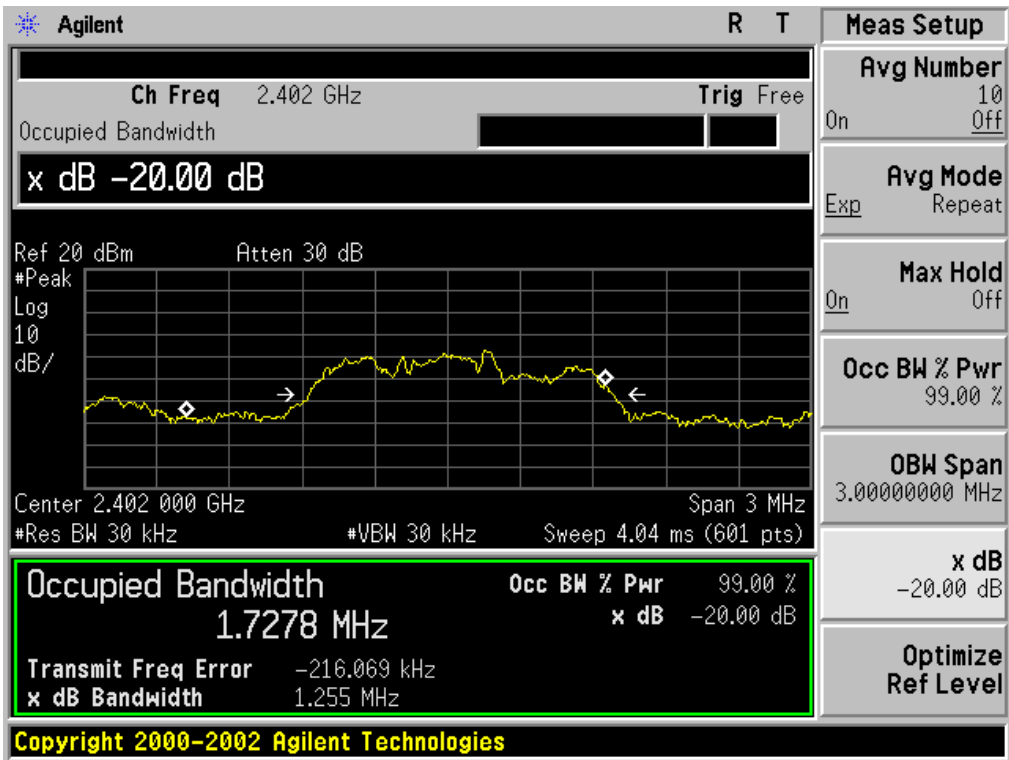 Agilent R T
Ch Freq 2.402 GHz Trig Free
Occupied Bandwidth
x dB -20.00 dB
Ref 20 dBm Atten 30 dB
#Peak
Log
10
dB/
Center 2.402 000 GHz Span 3 MHz
#Res BW 30 kHz #VBW 30 kHz Sweep 4.04 ms (601 pts)
Occupied Bandwidth Occ BW % Pwr 99.00 %
1.7278 MHz x dB -20.00 dB
Transmit Freq Error -216.069 kHz
x dB Bandwidth 1.255 MHz
Copyright 2000-2002 Agilent Technologies
Meas Setup
Avg Number
10
On Off
Avg Mode
Exp Repeat
Max Hold
On Off
Occ BW % Pwr
99.00 %
OBW Span
3.00000000 MHz
x dB
-20.00 dB
Optimize
Ref Level